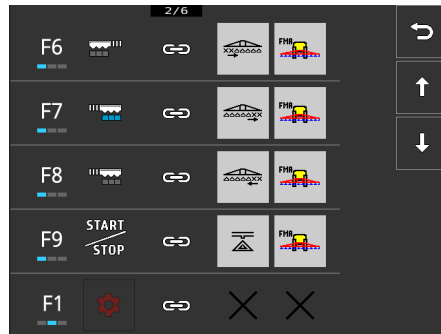 2/6
F6 FMA
F7 FMA
F8 FMA
F9 START STOP FMA
F1